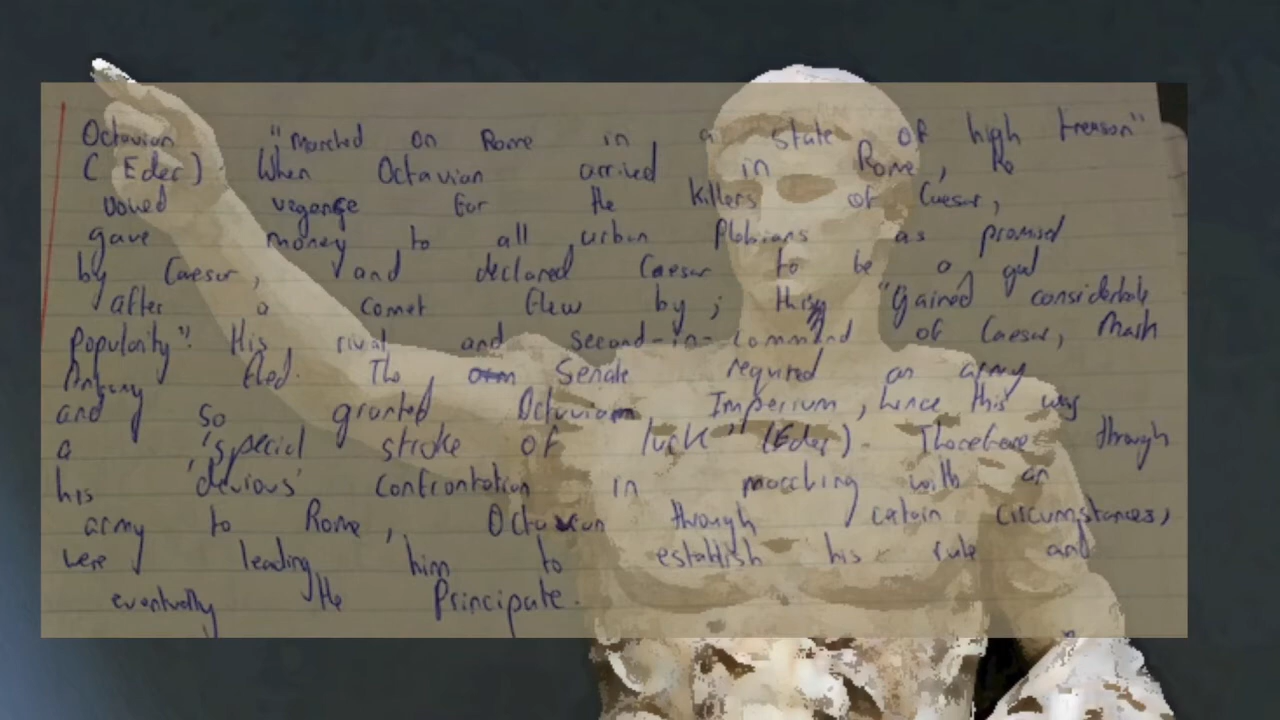 Octavian "marched on Rome in a state of high treason"
(Eder). When Octavian arrived in Rome, he
vowed vegange for the killers of Caesar,
gave money to all urban Plebians as promised
by Caesar, and declared Caesar to be a god
after a comet flew by; this "Gained considerbale
Popularity". His rival and second-in-command of Caesar, Mark
Antony fled. The Senate required an army
and so granted Octavian Imperium, hence this was
a 'special stroke of luck' (Eder). Therefore through
his 'devious' confrontation in marching with an
army to Rome, Octavian through certain circumstances,
were leading him to establish his rule and
eventually the Principate.